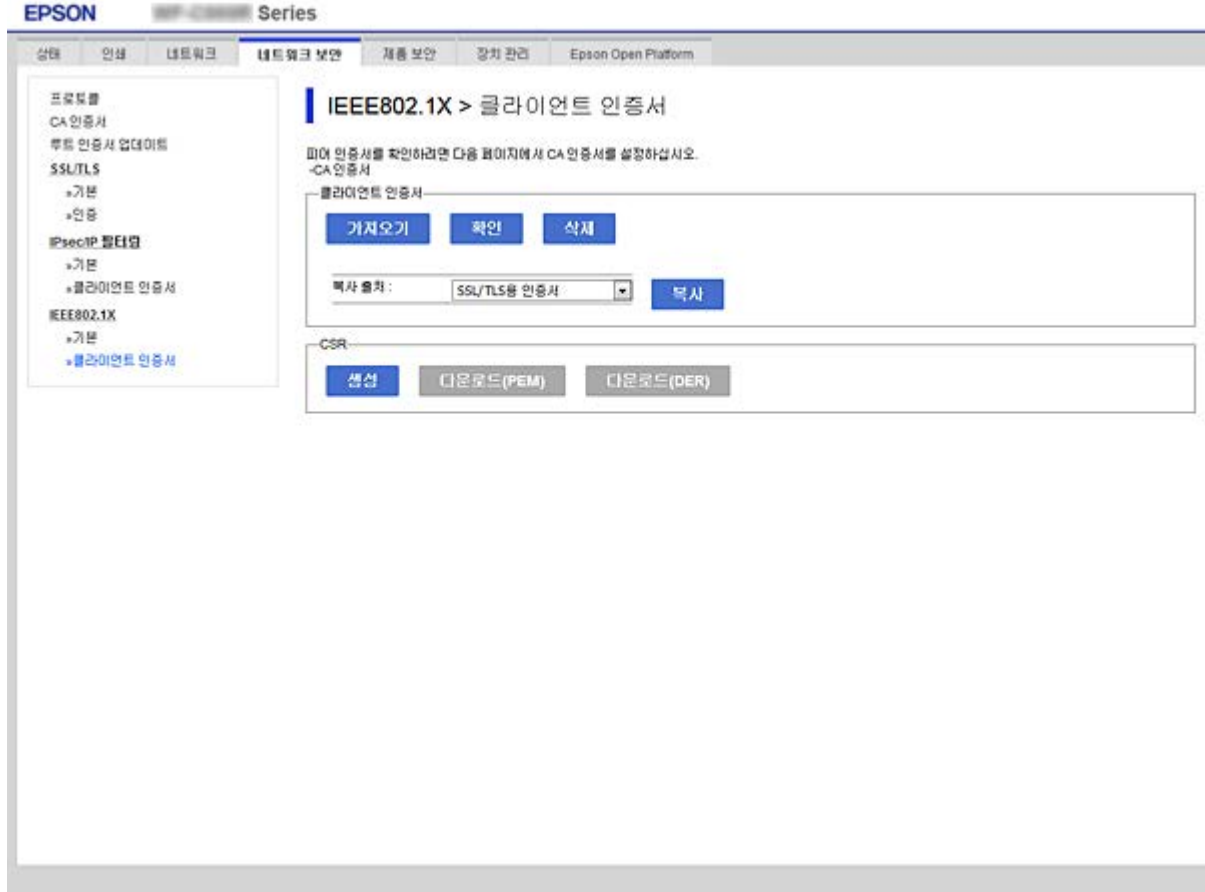 EPSON Series
상태 인쇄 네트워크 네트워크 보안 제품 보안 장치 관리 Epson Open Platform
프로토콜
CA 인증서
루트 인증서 업데이트
SSL/TLS
»기본
»인증
IPsec/IP 필터링
»기본
»클라이언트 인증서
IEEE802.1X
»기본
»클라이언트 인증서
IEEE802.1X > 클라이언트 인증서
피어 인증서를 확인하려면 다음 페이지에서 CA 인증서를 설정하십시오.
-CA 인증서
클라이언트 인증서
가져오기 확인 삭제
복사 출처 : SSL/TLS용 인증서 복사
CSR
생성 다운로드(PEM) 다운로드(DER)